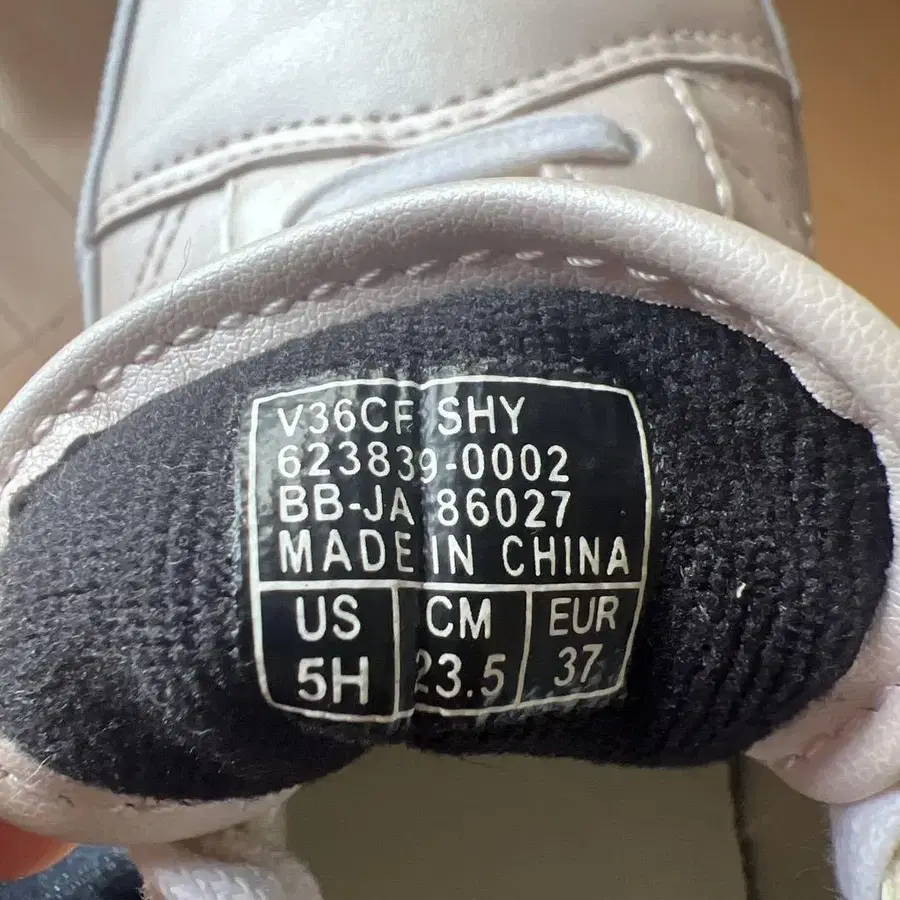 V36CF SHY
623839-0002
BB-JA 86027
MADE IN CHINA
US CM EUR
5H 23.5 37